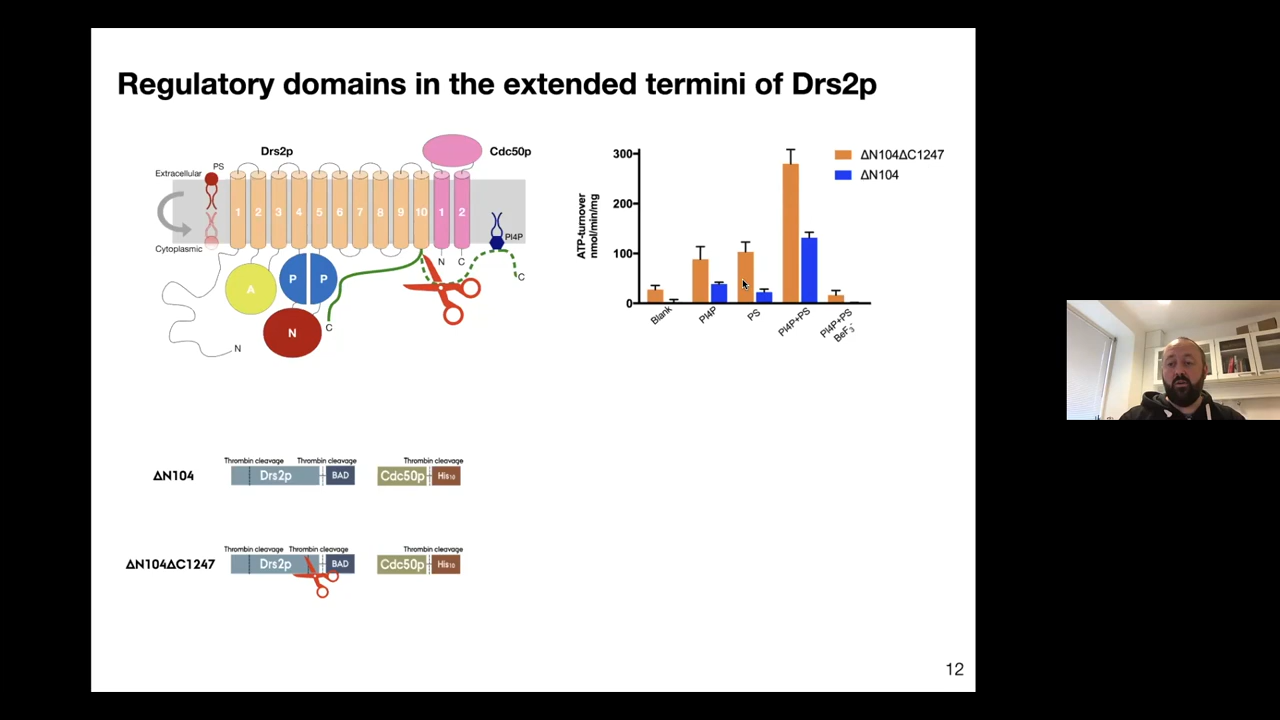 Regulatory domains in the extended termini of Drs2p
Drs2p
Cdc50p
PS
Extracellular
Cytoplasmic
1 2 3 4 5 6 7 8 9 10 1 2
PI4P
N C
C
A
P P
N
C
N
300
200
100
0
ATP-turnover
nmol/min/mg
ΔN104ΔC1247
ΔN104
Blank
PI4P
PS
PI4P+PS
PI4P+PS
BeF3-
ΔN104
Thrombin cleavage Thrombin cleavage Thrombin cleavage
Drs2p BAD Cdc50p His10
ΔN104ΔC1247
Thrombin cleavage Thrombin cleavage Thrombin cleavage
Drs2p BAD Cdc50p His10
12